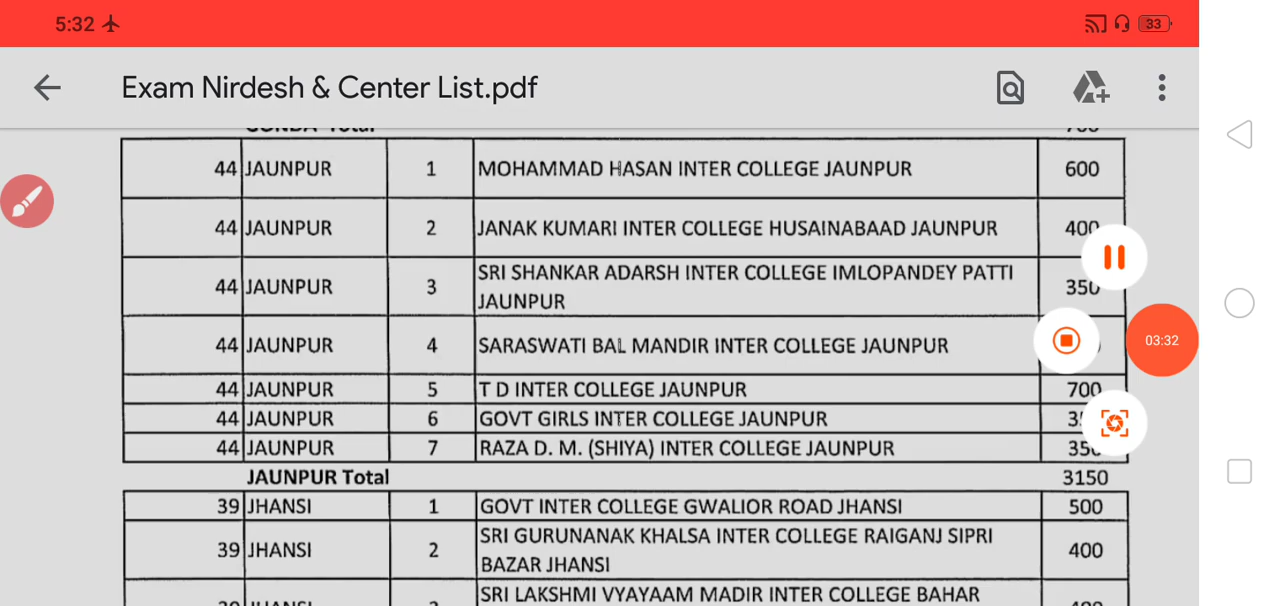 5:32
33
Exam Nirdesh & Center List.pdf
Total
44 JAUNPUR 1 MOHAMMAD HASAN INTER COLLEGE JAUNPUR 600
44 JAUNPUR 2 JANAK KUMARI INTER COLLEGE HUSAINABAAD JAUNPUR 400
44 JAUNPUR 3 SRI SHANKAR ADARSH INTER COLLEGE IMLOPANDEY PATTI
JAUNPUR 350
44 JAUNPUR 4 SARASWATI BAL MANDIR INTER COLLEGE JAUNPUR
03:32
44 JAUNPUR 5 T D INTER COLLEGE JAUNPUR 700
44 JAUNPUR 6 GOVT GIRLS INTER COLLEGE JAUNPUR
44 JAUNPUR 7 RAZA D. M. (SHIYA) INTER COLLEGE JAUNPUR 350
JAUNPUR Total 3150
39 JHANSI 1 GOVT INTER COLLEGE GWALIOR ROAD JHANSI 500
39 JHANSI 2 SRI GURUNANAK KHALSA INTER COLLEGE RAIGANJ SIPRI
BAZAR JHANSI 400
SRI LAKSHMI VYAYAAM MADIR INTER COLLEGE BAHAR